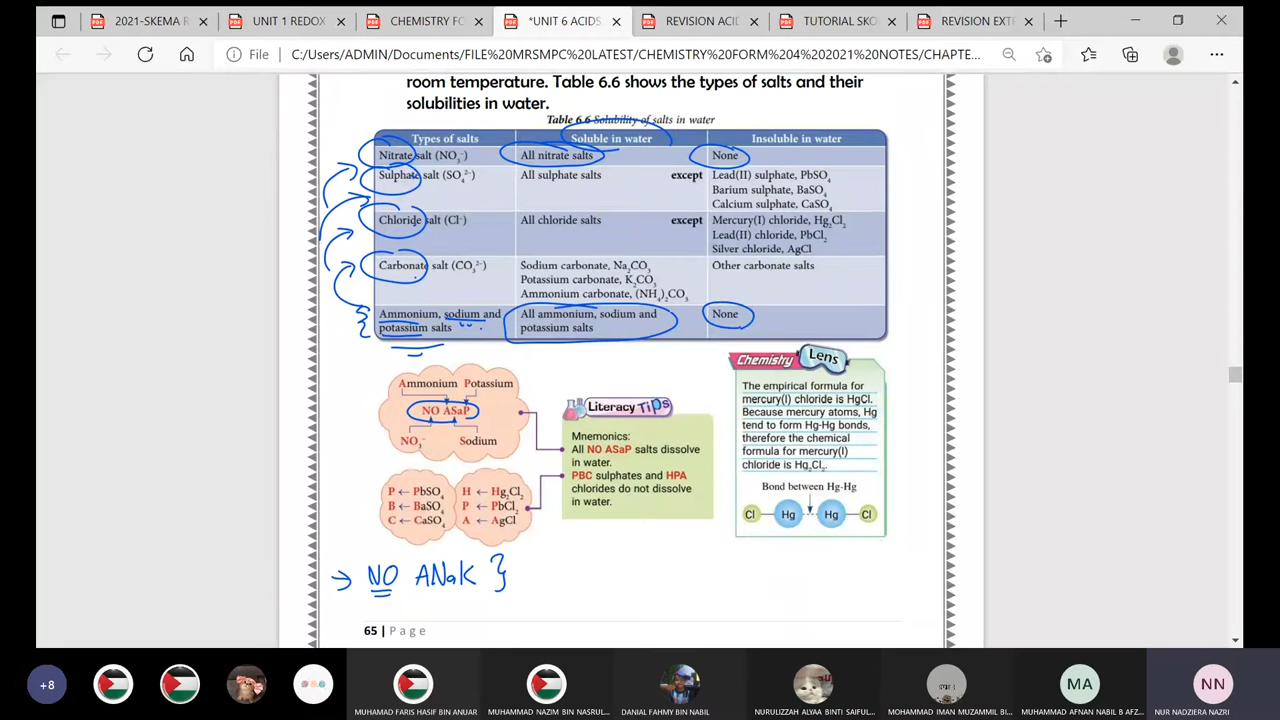 2021-SKEMA R
UNIT 1 REDOX
CHEMISTRY FO
*UNIT 6 ACIDS
REVISION ACID
TUTORIAL SKO
REVISION EXTE
File
C:/Users/ADMIN/Documents/FILE%20MRSMPC%20LATEST/CHEMISTRY%20FORM%204%202021%20NOTES/CHAPTE...
room temperature. Table 6.6 shows the types of salts and their
solubilities in water.
Table 6.6 Solubility of salts in water
Types of salts Soluble in water Insoluble in water
Nitrate salt (NO₃⁻) All nitrate salts None
Sulphate salt (SO₄²⁻) All sulphate salts except Lead(II) sulphate, PbSO₄
Barium sulphate, BaSO₄
Calcium sulphate, CaSO₄
Chloride salt (Cl⁻) All chloride salts except Mercury(I) chloride, Hg₂Cl₂
Lead(II) chloride, PbCl₂
Silver chloride, AgCl
Carbonate salt (CO₃²⁻) Sodium carbonate, Na₂CO₃ Other carbonate salts
Potassium carbonate, K₂CO₃
Ammonium carbonate, (NH₄)₂CO₃
Ammonium, sodium and All ammonium, sodium and None
potassium salts potassium salts
Ammonium Potassium
NO ASaP
NO₃⁻ Sodium
P ← PbSO₄
B ← BaSO₄
C ← CaSO₄
H ← Hg₂Cl₂
P ← PbCl₂
A ← AgCl
Literacy Tips
Mnemonics:
All NO ASaP salts dissolve
in water.
PBC sulphates and HPA
chlorides do not dissolve
in water.
Chemistry Lens
The empirical formula for
mercury(I) chloride is HgCl.
Because mercury atoms, Hg
tend to form Hg-Hg bonds,
therefore the chemical
formula for mercury(I)
chloride is Hg₂Cl₂.
Bond between Hg-Hg
Cl Hg Hg Cl
→ NO ANaK }
65 | Page
+8
MUHAMAD FARIS HASIF BIN ANUAR
MUHAMMAD NAZIM BIN NASRUL...
DANIAL FAHMY BIN NABIL
NURULIZZAH ALYAA BINTI SAIFUL...
MOHAMMAD IMAN MUZAMMIL BI...
MA
MUHAMMAD AFNAN NABIL B AFZ...
NN
NUR NADZIERA NAZRI